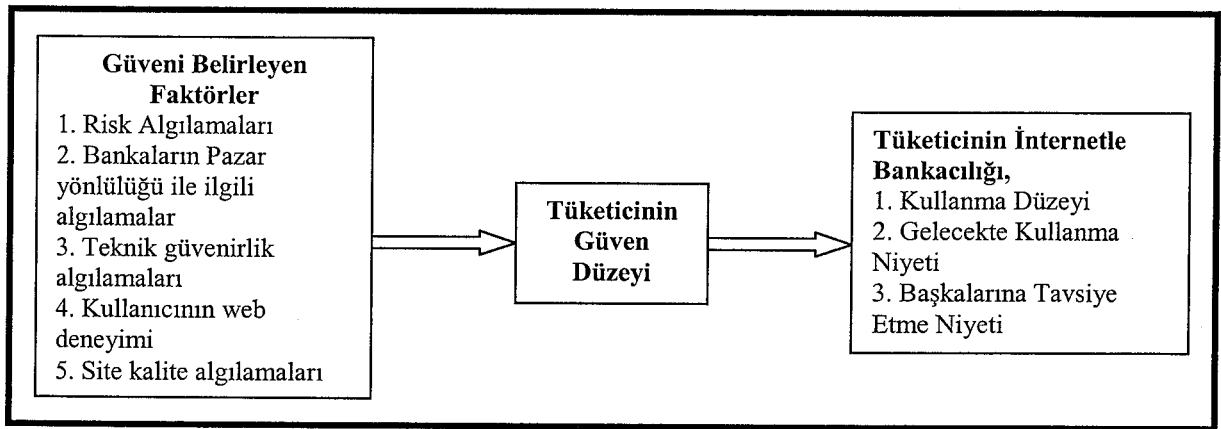 Güveni Belirleyen
Faktörler
1. Risk Algılamaları
2. Bankaların Pazar
yönlülüğü ile ilgili
algılamalar
3. Teknik güvenirlik
algılamaları
4. Kullanıcının web
deneyimi
5. Site kalite algılamaları
Tüketicinin
Güven
Düzeyi
Tüketicinin İnternetle
Bankacılığı,
1. Kullanma Düzeyi
2. Gelecekte Kullanma
Niyeti
3. Başkalarına Tavsiye
Etme Niyeti